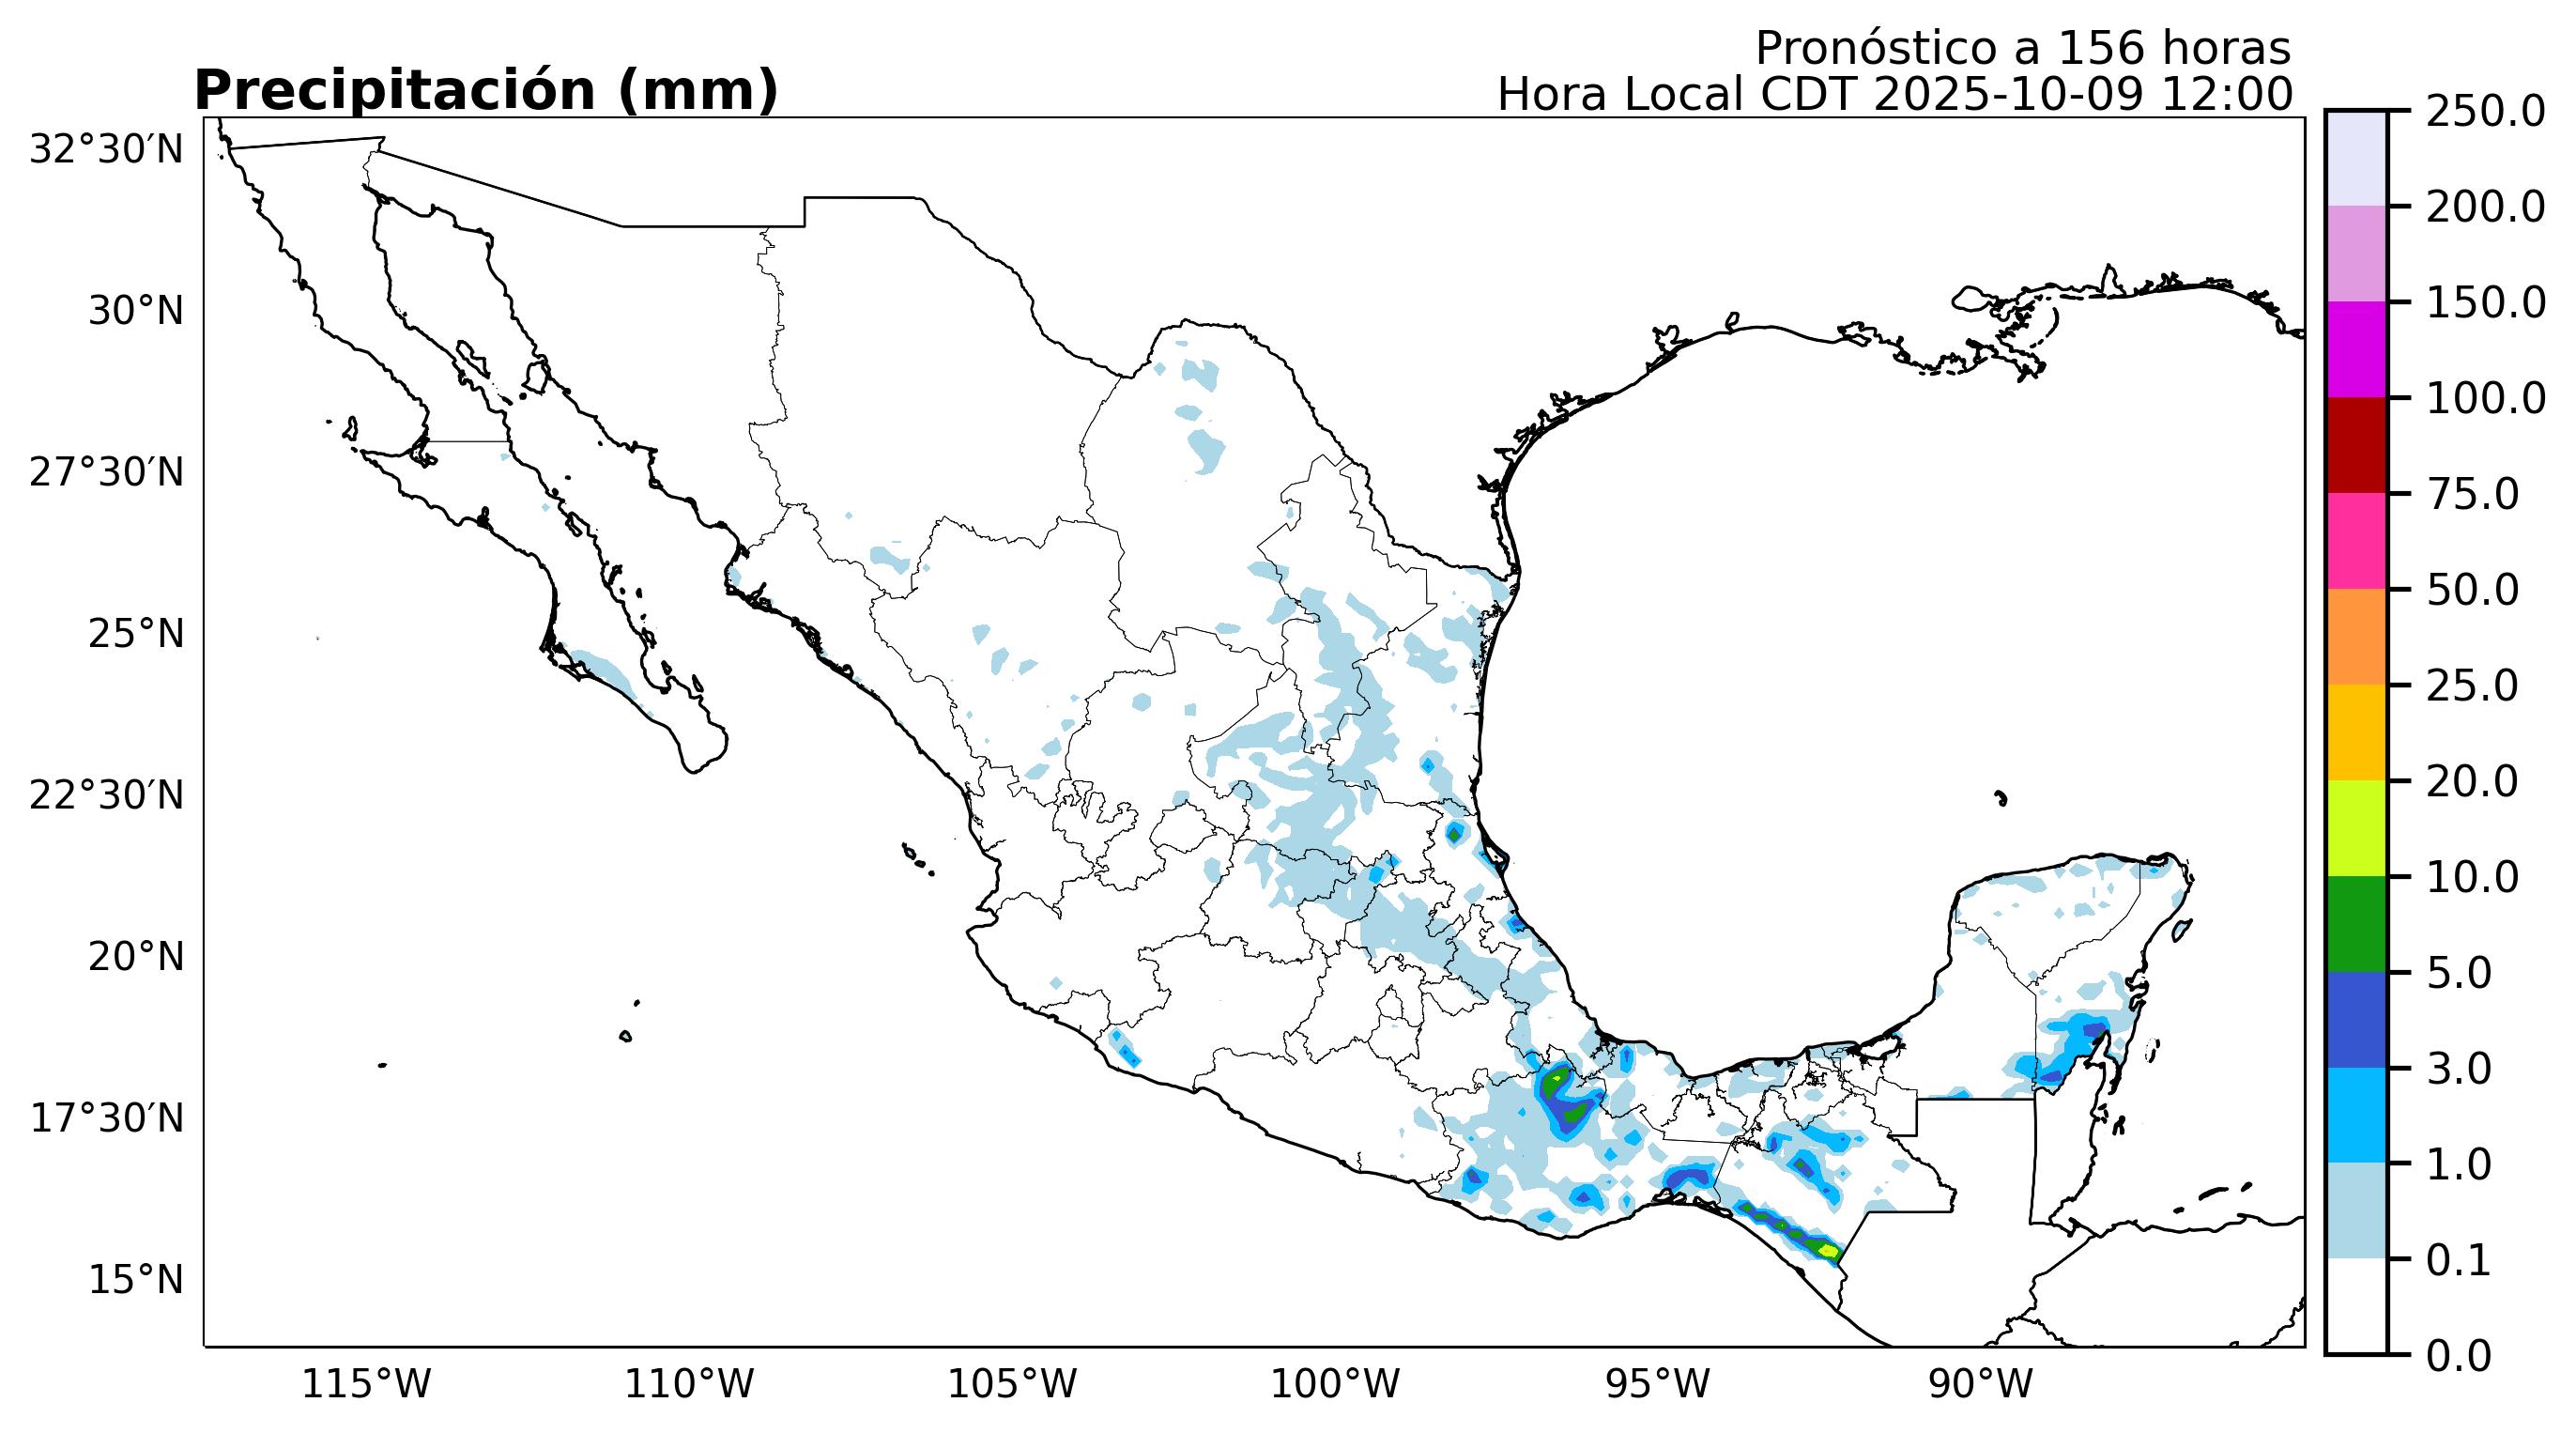 Pronóstico a 156 horas
Precipitación (mm)
Hora Local CDT 2025-10-09 12:00
32°30′N
30°N
27°30′N
25°N
22°30′N
20°N
17°30′N
15°N
115°W
110°W
105°W
100°W
95°W
90°W
250.0
200.0
150.0
100.0
75.0
50.0
25.0
20.0
10.0
5.0
3.0
1.0
0.1
0.0